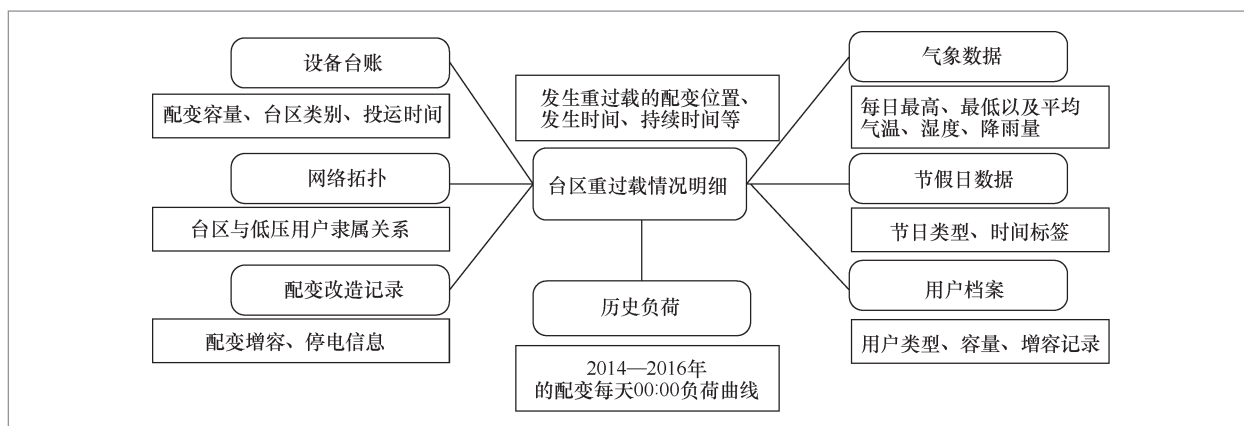 设备台账
配变容量、台区类别、投运时间
网络拓扑
台区与低压用户隶属关系
配变改造记录
配变增容、停电信息
发生重过载的配变位置、
发生时间、持续时间等
台区重过载情况明细
历史负荷
2014—2016年
的配变每天00:00负荷曲线
气象数据
每日最高、最低以及平均
气温、湿度、降雨量
节假日数据
节日类型、时间标签
用户档案
用户类型、容量、增容记录